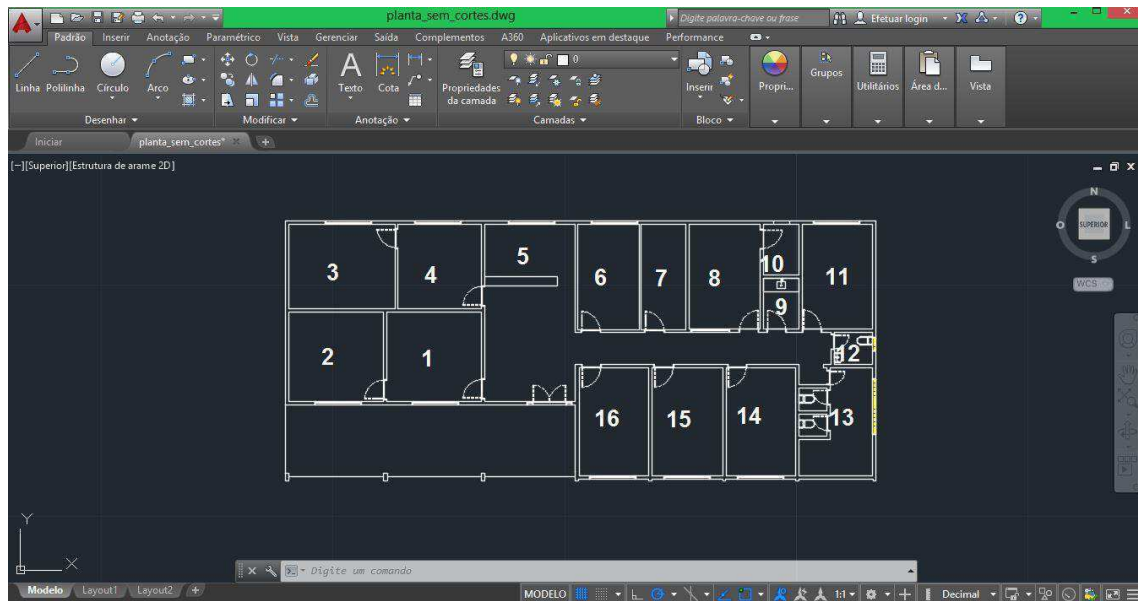 planta_sem_cortes.dwg
Digite palavra-chave ou frase
Efetuar login
Padrão Inserir Anotação Paramétrico Vista Gerenciar Saída Complementos A360 Aplicativos em destaque Performance
Linha Polilinha Círculo Arco
Texto Cota
Propriedades da camada
0
Inserir
Propri...
Grupos
Utilitários
Área d...
Vista
Desenhar Modificar Anotação Camadas Bloco
Iniciar planta_sem_cortes*
[-][Superior][Estrutura de arame 2D]
N
O SUPERIOR L
S
WCS
3 4 5 6 7 8 10 11
9
2 1 12
16 15 14 13
Y
X
Digite um comando
Modelo Layout1 Layout2 +
MODELO 1:1 Decimal